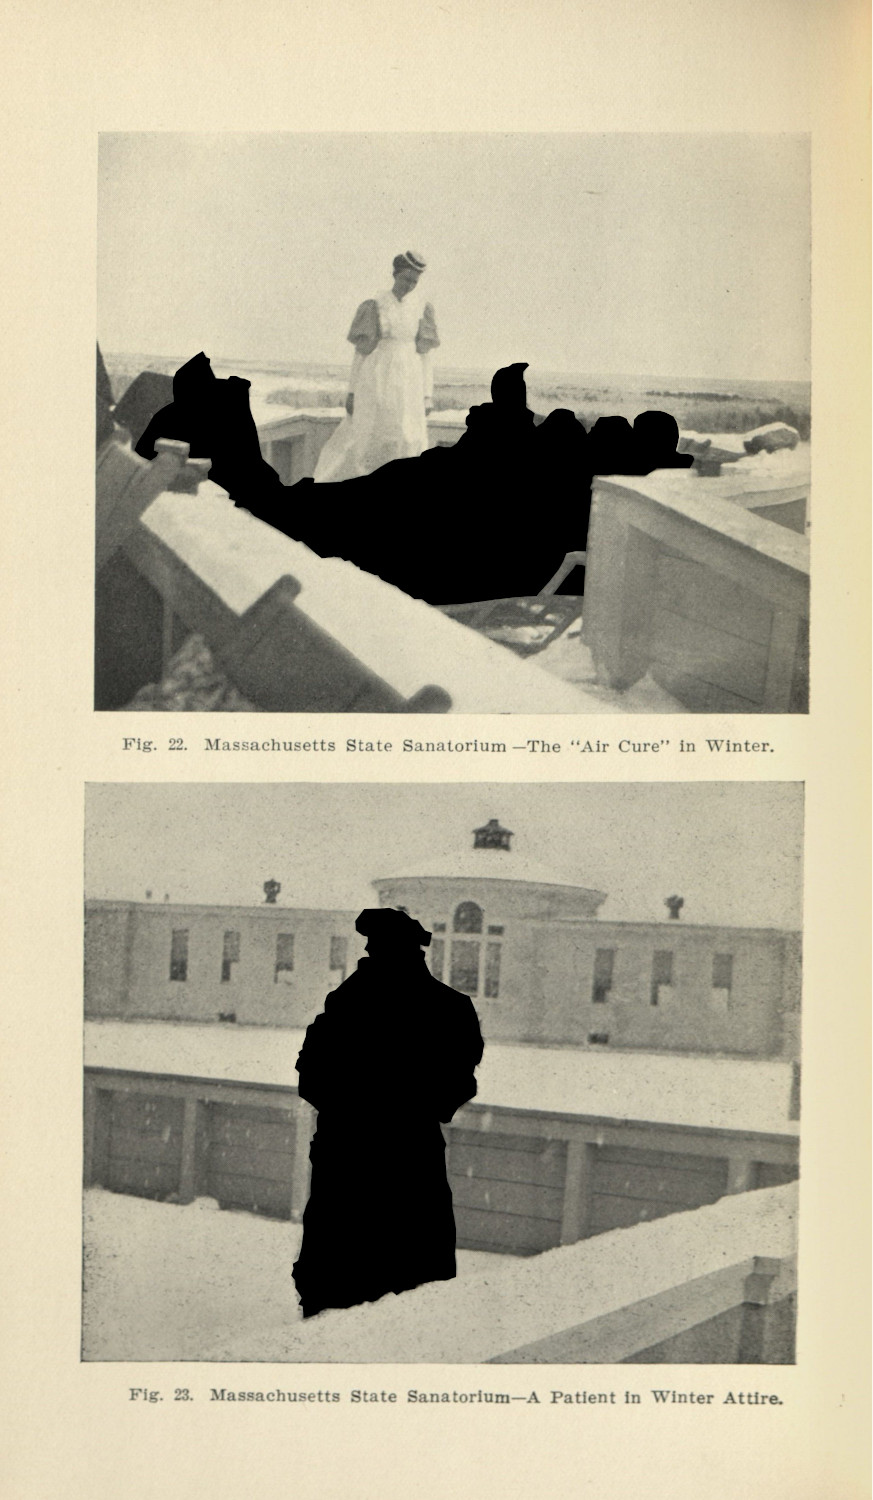 Fig. 22. Massachusetts State Sanatorium—The "Air Cure" in Winter.
Fig. 23. Massachusetts State Sanatorium—A Patient in Winter Attire.